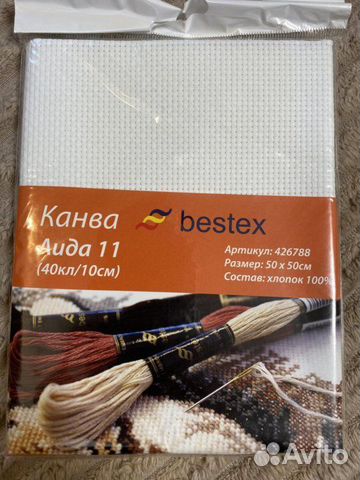 Канва
Аида 11
(40кл/10см)
bestex
Артикул: 426788
Размер: 50 х 50см
Состав: хлопок 100%
Avito